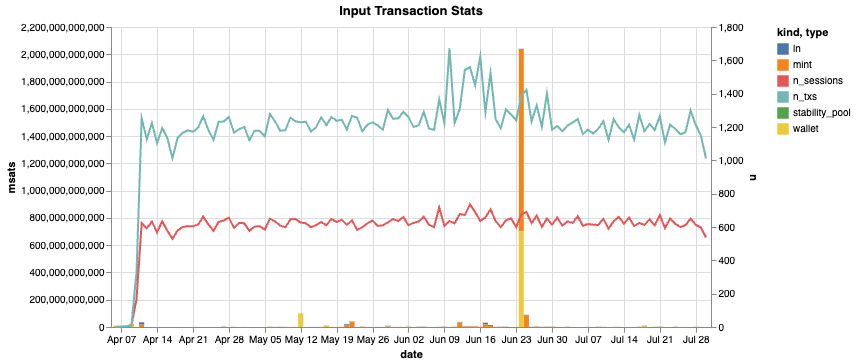 Input Transaction Stats
2,200,000,000,000
2,000,000,000,000
1,800,000,000,000
1,600,000,000,000
1,400,000,000,000
1,200,000,000,000
1,000,000,000,000
800,000,000,000
600,000,000,000
400,000,000,000
200,000,000,000
0
msats
1,800
1,600
1,400
1,200
1,000
800
600
400
200
0
n
Apr 07 Apr 14 Apr 21 Apr 28 May 05 May 12 May 19 May 26 Jun 02 Jun 09 Jun 16 Jun 23 Jun 30 Jul 07 Jul 14 Jul 21 Jul 28
date
kind, type
ln
mint
n_sessions
n_txs
stability_pool
wallet